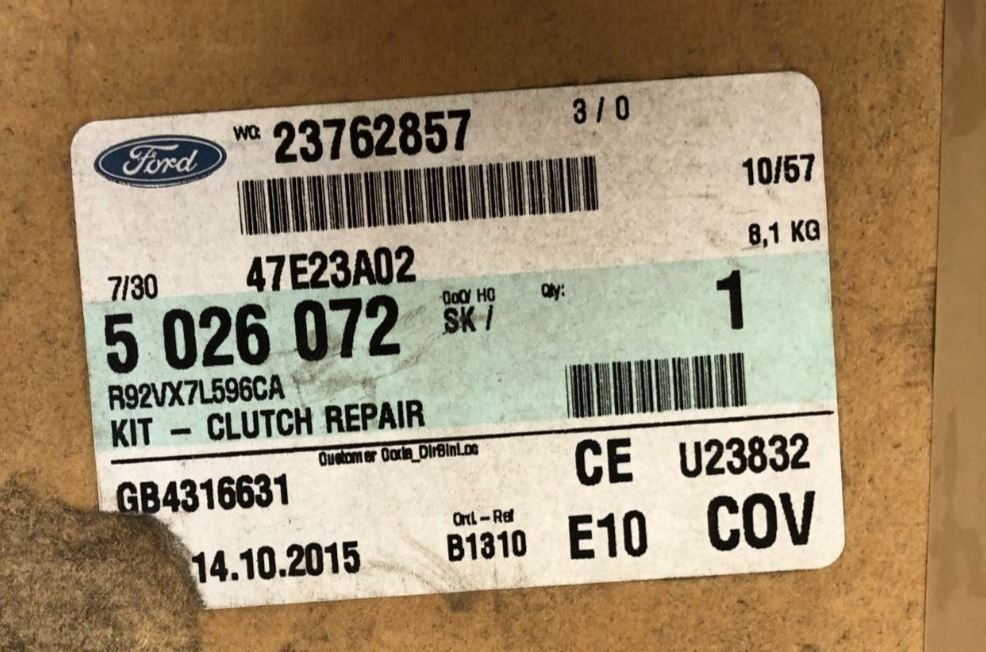 Ford
WO: 23762857
3 / 0
10/57
8,1 KG
7/30
47E23A02
5 026 072
SK /
Qty:
1
R92VX7L596CA
KIT - CLUTCH REPAIR
GB4316631
CE
U23832
14.10.2015
Ord.-Ref
B1310
E10
COV